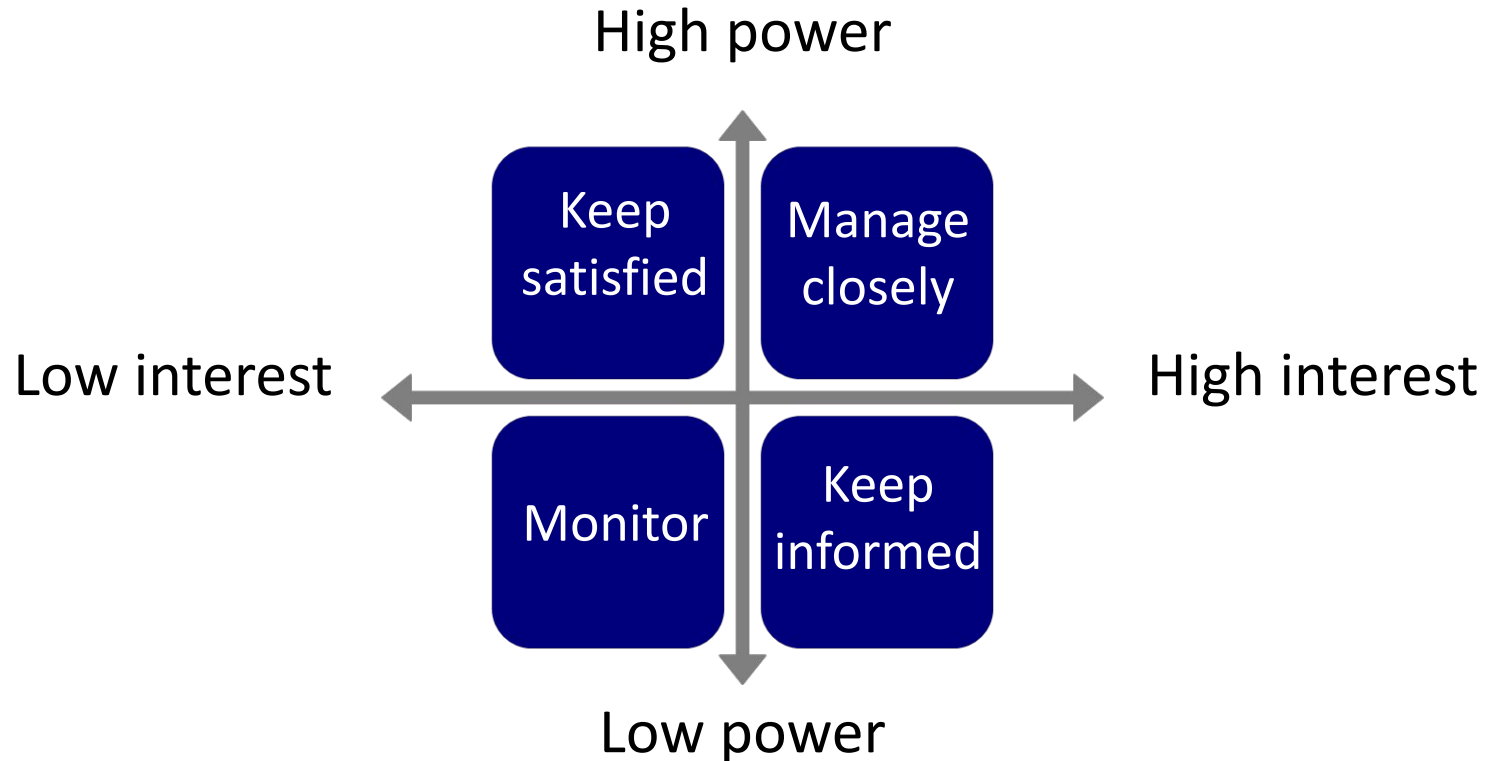 High power
Keep
satisfied
Manage
closely
Low interest
High interest
Monitor
Keep
informed
Low power